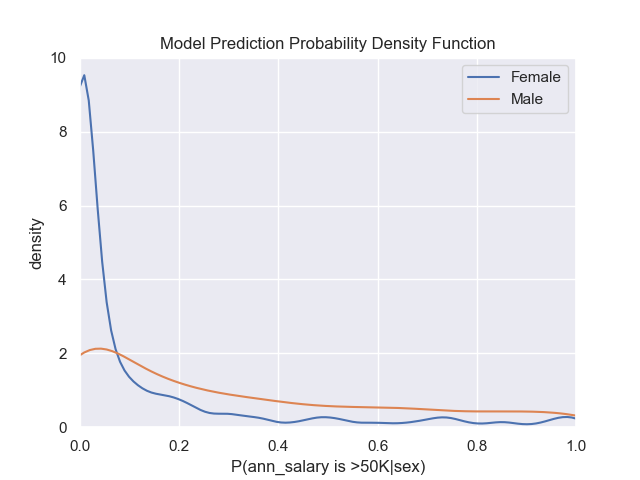 Model Prediction Probability Density Function
Female
Male
10
8
6
4
2
0
density
0.0 0.2 0.4 0.6 0.8 1.0
P(ann_salary is >50K|sex)